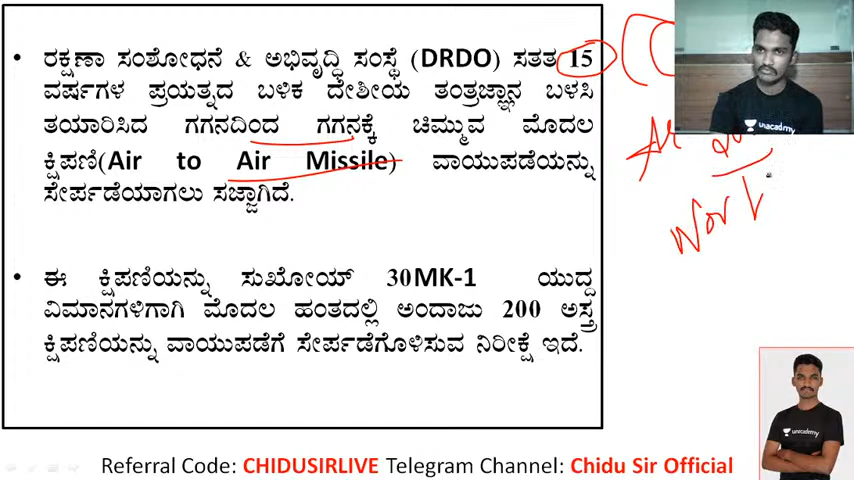 • ರಕ್ಷಣಾ ಸಂಶೋಧನೆ & ಅಭಿವೃದ್ಧಿ ಸಂಸ್ಥೆ (DRDO) ಸತತ 15
ವರ್ಷಗಳ ಪ್ರಯತ್ನದ ಬಳಿಕ ದೇಶೀಯ ತಂತ್ರಜ್ಞಾನ ಬಳಸಿ
ತಯಾರಿಸಿದ ಗಗನದಿಂದ ಗಗನಕ್ಕೆ ಚಿಮ್ಮುವ ಮೊದಲ
ಕ್ಷಿಪಣಿ(Air to Air Missile) ವಾಯುಪಡೆಯನ್ನು
ಸೇರ್ಪಡೆಯಾಗಲು ಸಜ್ಜಾಗಿದೆ.
• ಈ ಕ್ಷಿಪಣಿಯನ್ನು ಸುಖೋಯ್ 30MK-1 ಯುದ್ಧ
ವಿಮಾನಗಳಿಗಾಗಿ ಮೊದಲ ಹಂತದಲ್ಲಿ ಅಂದಾಜು 200 ಅಸ್ತ್ರ
ಕ್ಷಿಪಣಿಯನ್ನು ವಾಯುಪಡೆಗೆ ಸೇರ್ಪಡೆಗೊಳಿಸುವ ನಿರೀಕ್ಷೆ ಇದೆ.
unacademy
unacademy
Referral Code: CHIDUSIRLIVE Telegram Channel: Chidu Sir Official